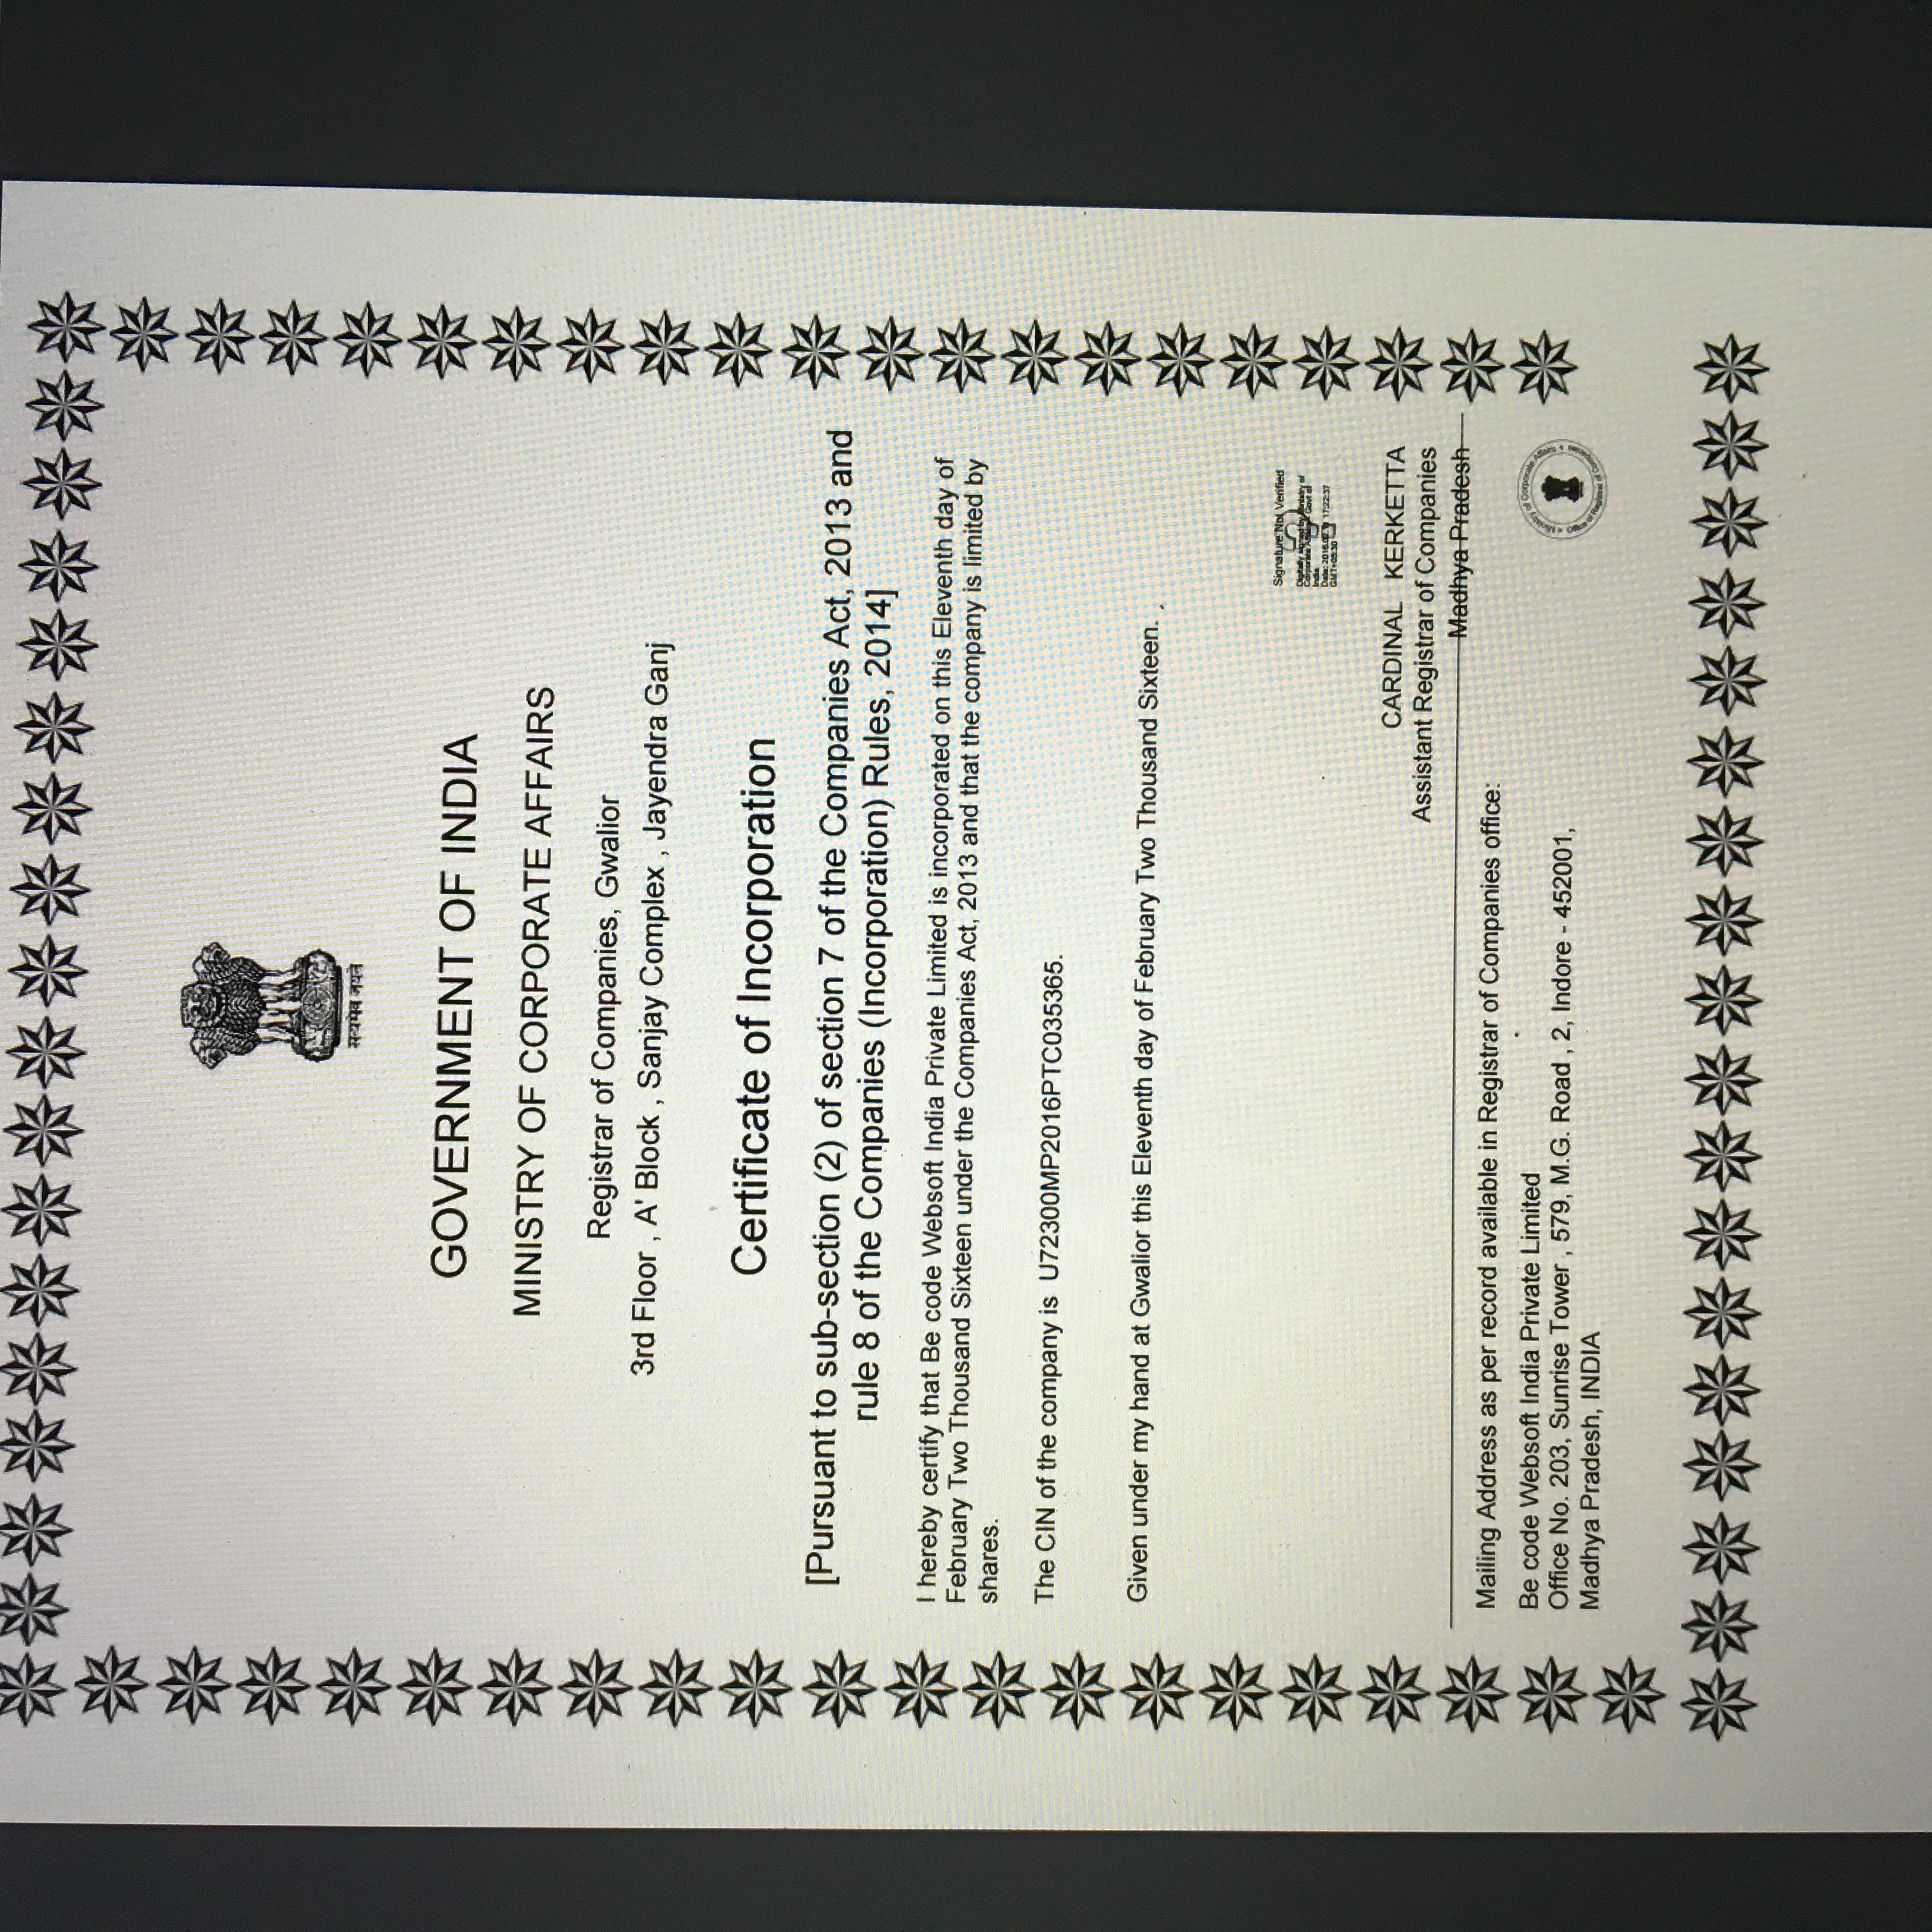 सत्यमेव जयते
GOVERNMENT OF INDIA
MINISTRY OF CORPORATE AFFAIRS
Registrar of Companies, Gwalior
3rd Floor , A' Block , Sanjay Complex , Jayendra Ganj
Certificate of Incorporation
[Pursuant to sub-section (2) of section 7 of the Companies Act, 2013 and
rule 8 of the Companies (Incorporation) Rules, 2014]
I hereby certify that Be code Websoft India Private Limited is incorporated on this Eleventh day of
February Two Thousand Sixteen under the Companies Act, 2013 and that the company is limited by
shares.
The CIN of the company is U72300MP2016PTC035365.
Given under my hand at Gwalior this Eleventh day of February Two Thousand Sixteen.
Signature Not Verified
Digitally signed by Ministry of
Corporate Affairs Govt of
India
Date: 2016.02.11 17:22:37
GMT+05:30
CARDINAL KERKETTA
Assistant Registrar of Companies
Madhya Pradesh
Mailing Address as per record available in Registrar of Companies office:
Be code Websoft India Private Limited
Office No. 203, Sunrise Tower , 579, M.G. Road , 2, Indore - 452001,
Madhya Pradesh, INDIA
Ministry of Corporate Affairs
Office of Registrar of Companies